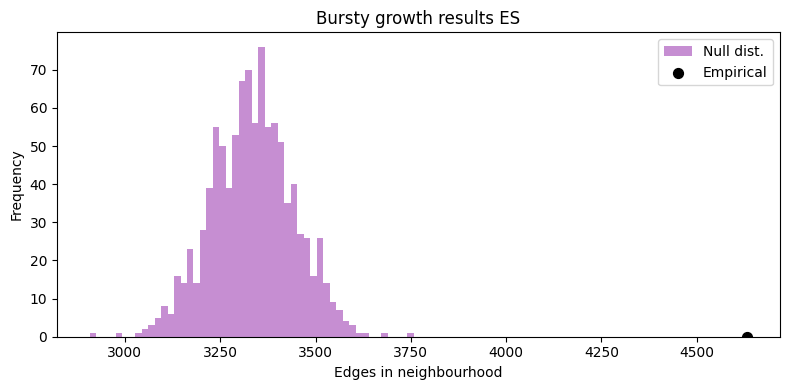 Bursty growth results ES
Null dist.
Empirical
Frequency
70
60
50
40
30
20
10
0
3000 3250 3500 3750 4000 4250 4500
Edges in neighbourhood